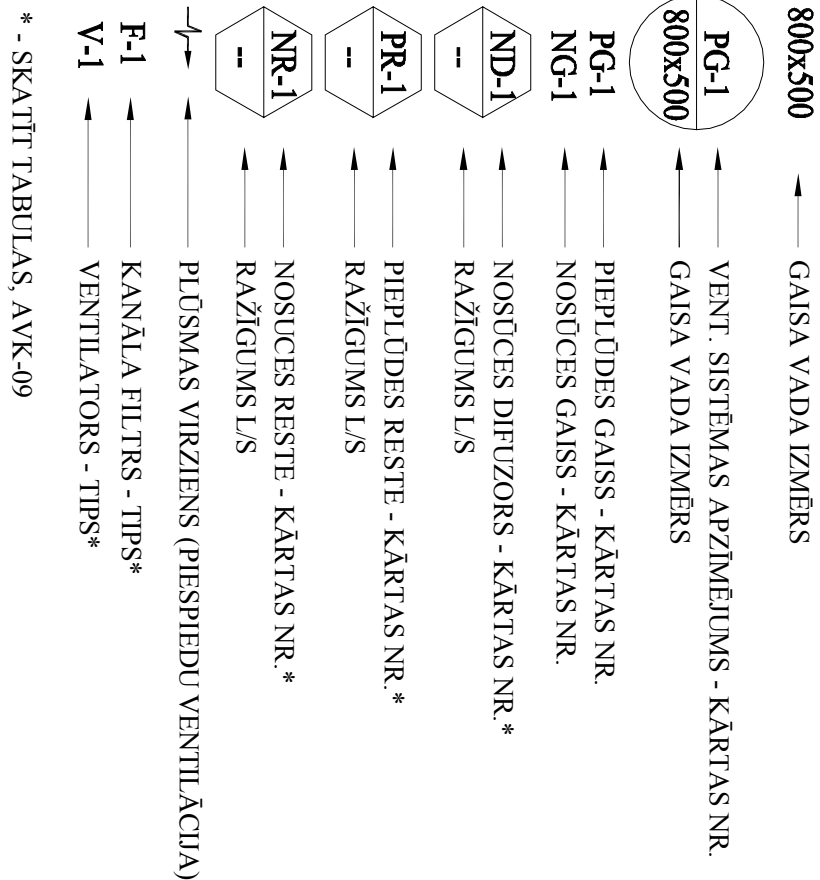 800x500 GAISA VADA IZMĒRS
PG-1 VENT. SISTĒMAS APZĪMĒJUMS - KĀRTAS NR.
800x500 GAISA VADA IZMĒRS
PG-1 PIEPLŪDES GAISS - KĀRTAS NR.
NG-1 NOSŪCES GAISS - KĀRTAS NR.
ND-1 NOSŪCES DIFUZORS - KĀRTAS NR.*
-- RAŽĪGUMS L/S
PR-1 PIEPLŪDES RESTE - KĀRTAS NR.*
-- RAŽĪGUMS L/S
NR-1 NOSUCES RESTE - KĀRTAS NR.*
-- RAŽĪGUMS L/S
PLŪSMAS VIRZIENS (PIESPIEDU VENTILĀCIJA)
F-1 KANĀLA FILTRS - TIPS*
V-1 VENTILATORS - TIPS*
* - SKATĪT TABULAS, AVK-09